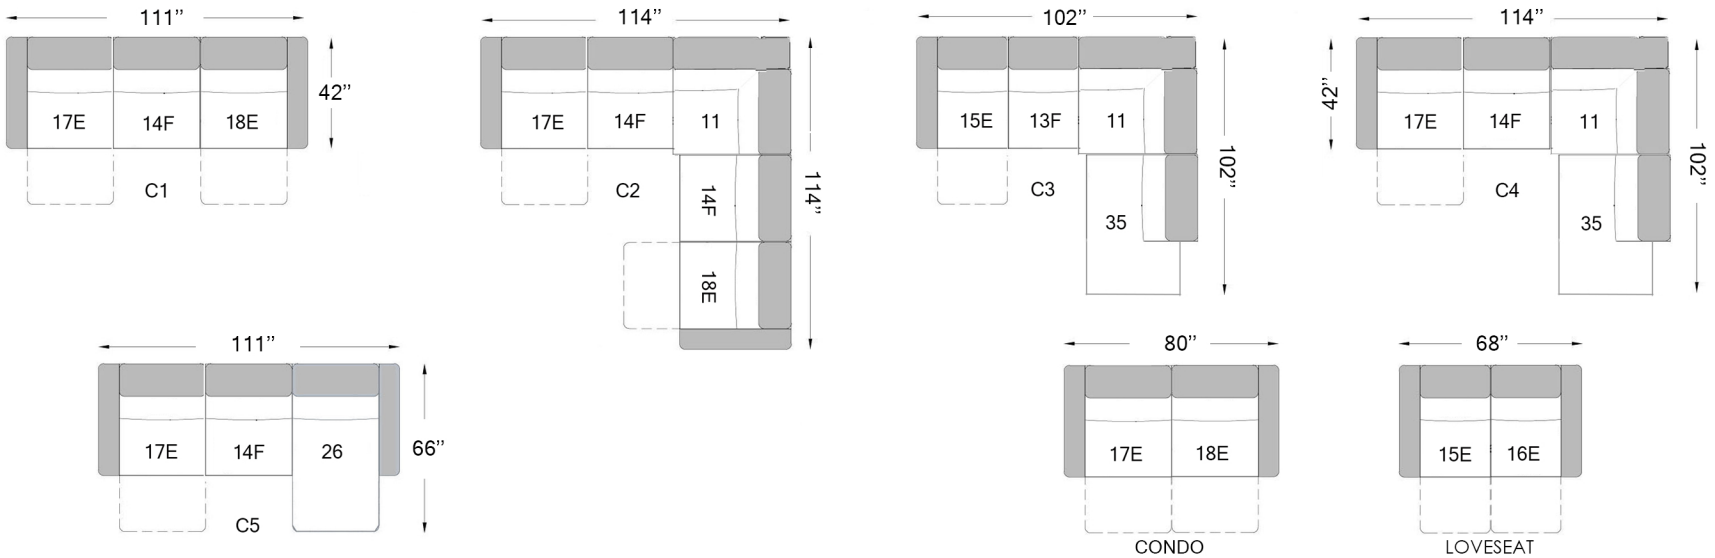 111”
17E 14F 18E
42”
C1
114”
17E 14F 11
14F
18E
114”
C2
102”
15E 13F 11
35
102”
C3
114”
42”
17E 14F 11
35
102”
C4
111”
17E 14F 26
66”
C5
80”
17E 18E
CONDO
68”
15E 16E
LOVESEAT